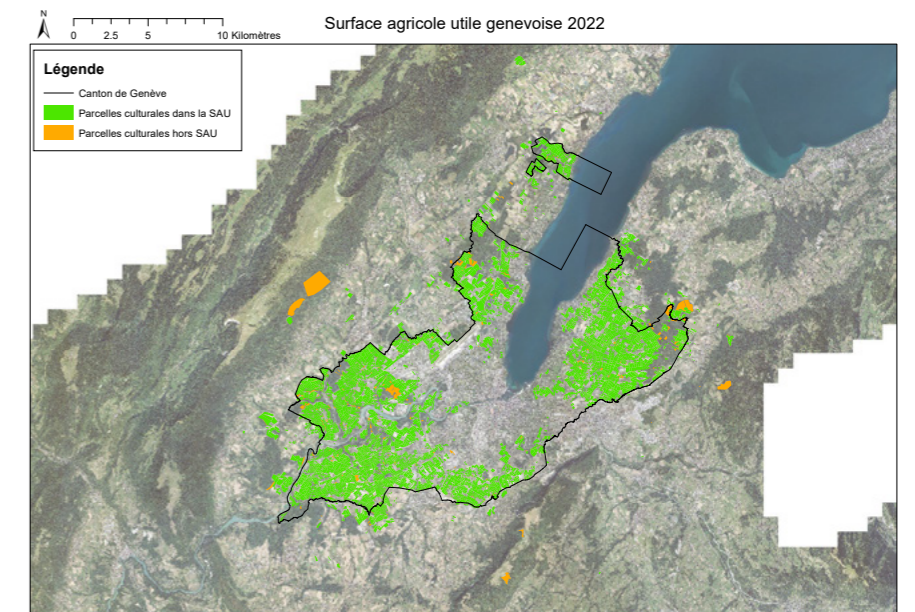 Surface agricole utile genevoise 2022
N
0 2.5 5 10 Kilomètres
Légende
Canton de Genève
Parcelles culturales dans la SAU
Parcelles culturales hors SAU